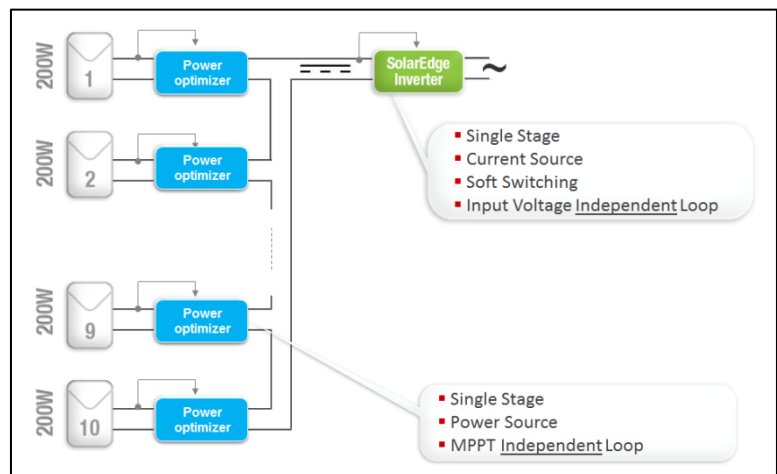 200W
1
Power
optimizer
SolarEdge
Inverter
~
200W
2
Power
optimizer
▪ Single Stage
▪ Current Source
▪ Soft Switching
▪ Input Voltage Independent Loop
200W
9
Power
optimizer
200W
10
Power
optimizer
▪ Single Stage
▪ Power Source
▪ MPPT Independent Loop